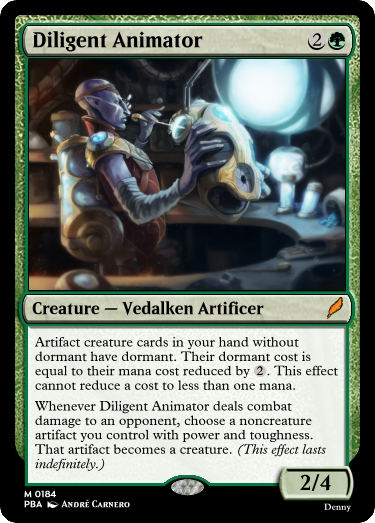 Diligent Animator 2
Creature — Vedalken Artificer
Artifact creature cards in your hand without
dormant have dormant. Their dormant cost is
equal to their mana cost reduced by 2. This effect
cannot reduce a cost to less than one mana.
Whenever Diligent Animator deals combat
damage to an opponent, choose a noncreature
artifact you control with power and toughness.
That artifact becomes a creature. (This effect lasts
indefinitely.)
2/4
M 0184
PBA André Carnero
Denny